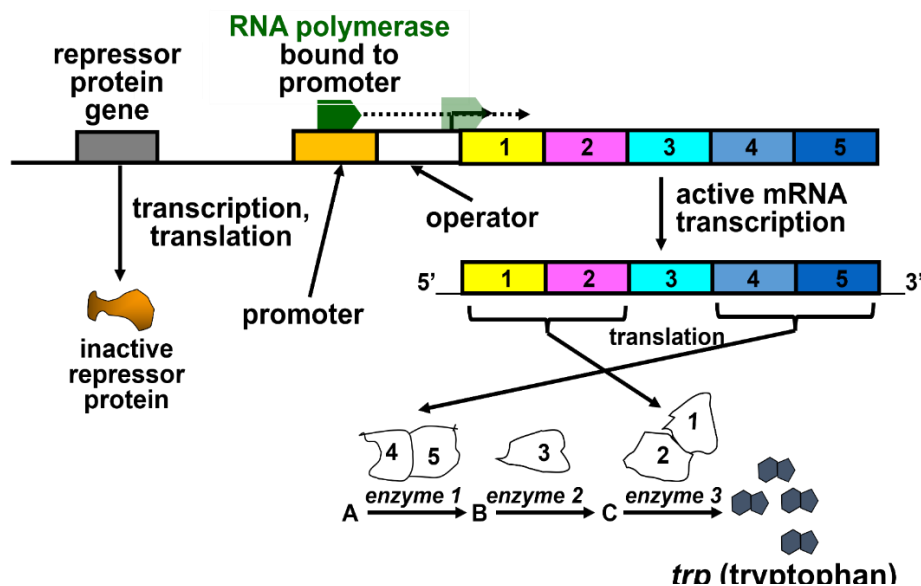 RNA polymerase
bound to
promoter
repressor
protein
gene
1 2 3 4 5
transcription,
translation
operator
active mRNA
transcription
5’ 1 2 3 4 5 3’
promoter
translation
inactive
repressor
protein
4 5 3 2 1
A enzyme 1 B enzyme 2 C enzyme 3
trp (tryptophan)